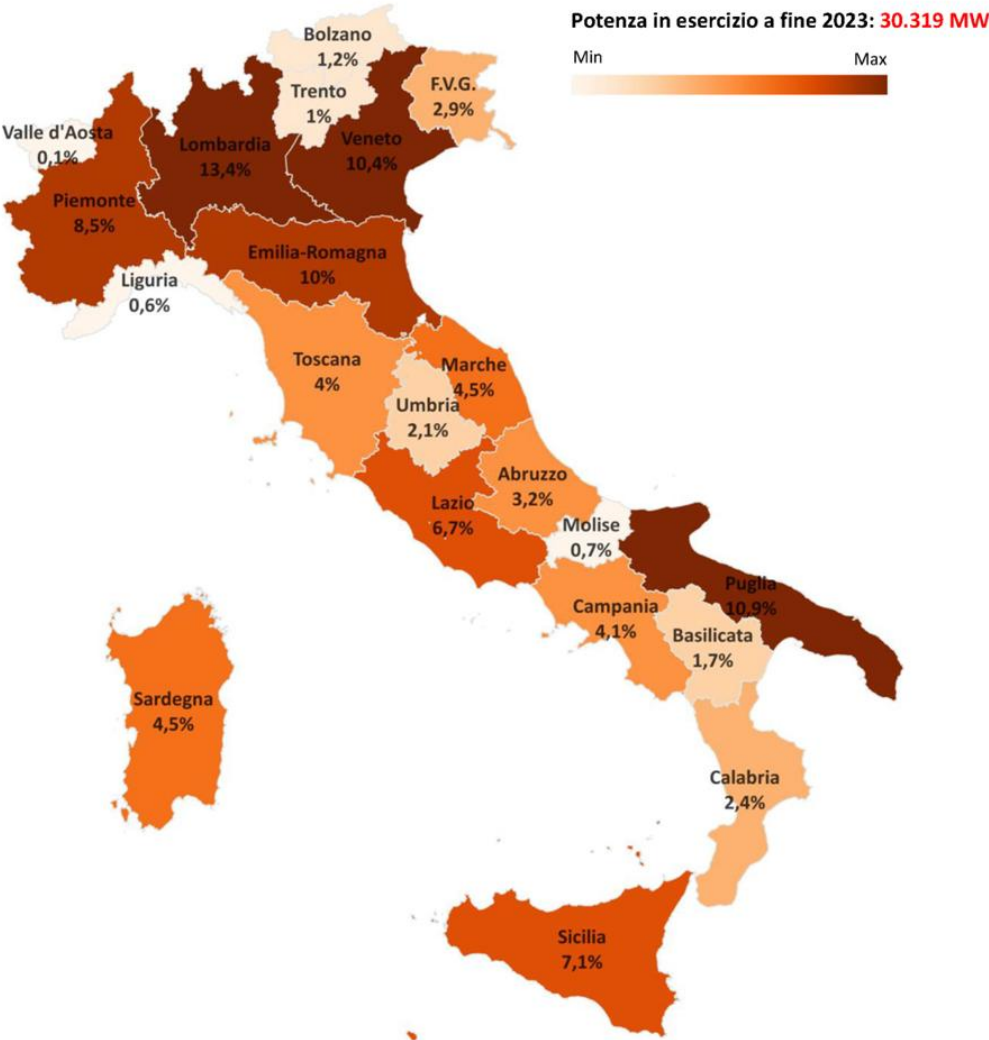 Potenza in esercizio a fine 2023: 30.319 MW
Min
Max
Bolzano
1,2%
Trento
1%
F.V.G.
2,9%
Valle d'Aosta
0,1%
Lombardia
13,4%
Veneto
10,4%
Piemonte
8,5%
Emilia-Romagna
10%
Liguria
0,6%
Toscana
4%
Marche
4,5%
Umbria
2,1%
Abruzzo
3,2%
Lazio
6,7%
Molise
0,7%
Puglia
10,9%
Campania
4,1%
Basilicata
1,7%
Sardegna
4,5%
Calabria
2,4%
Sicilia
7,1%